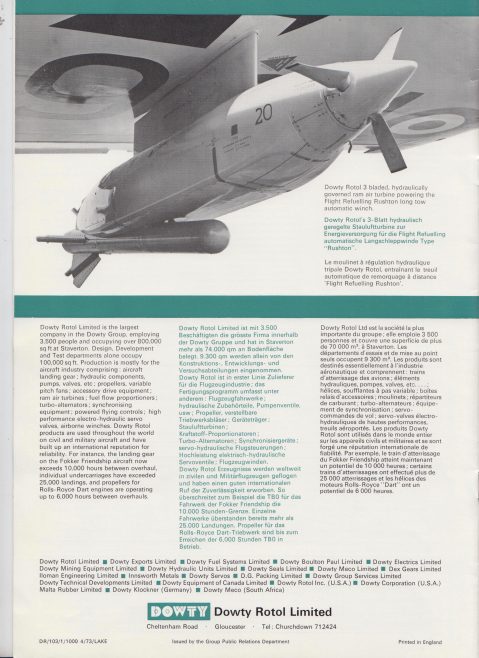 20
Dowty Rotol 3 bladed, hydraulically
governed ram air turbine powering the
Flight Refuelling Rushton long tow
automatic winch.
Dowty Rotol's 3-Blatt hydraulisch
geregelte Stauluftturbine zur
Energieversorgung für die Flight Refuelling
automatische Langschleppwinde Type
"Rushton".
Le moulinet à régulation hydraulique
tripale Dowty Rotol, entraînant le treuil
automatique de remorquage à distance
'Flight Refuelling Rushton'.
Dowty Rotol Limited is the largest
company in the Dowty Group, employing
3,500 people and occupying over 800,000
sq ft at Staverton. Design, Development
and Test departments alone occupy
100,000 sq ft. Production is mostly for the
aircraft industry comprising: aircraft
landing gear; hydraulic components,
pumps, valves, etc; propellers, variable
pitch fans; accessory drive equipment;
ram air turbines; fuel flow proportioners;
turbo-alternators; synchronising
equipment; powered flying controls; high
performance electro-hydraulic servo
valves, airborne winches. Dowty Rotol
products are used throughout the world
on civil and military aircraft and have
built up an international reputation for
reliability. For instance, the landing gear
on the Fokker Friendship aircraft now
exceeds 10,000 hours between overhaul,
individual undercarriages have exceeded
25,000 landings, and propellers for
Rolls-Royce Dart engines are operating
up to 6,000 hours between overhauls.
Dowty Rotol Limited ist mit 3.500
Beschäftigten die grösste Firma innerhalb
der Dowty Gruppe und hat in Staverton
mehr als 74.000 qm an Bodenfläche
belegt. 9.300 qm werden allein von den
Konstruktions-, Entwicklungs- und
Versuchsabteilungen eingenommen.
Dowty Rotol ist in erster Linie Zulieferer
für die Flugzeugindustrie; das
Fertigungsprogramm umfasst unter
anderem: Flugzeugfahrwerke;
hydraulische Zubehörteile, Pumpenventile,
usw; Propeller, verstellbare
Triebwerksbläser; Geräteträger;
Stauluftturbinen;
Kraftstoff-Proportionatoren;
Turbo-Alternatoren; Synchronisiergeräte;
servo-hydraulische Flugsteuerungen;
Hochleistung elektrisch-hydraulische
Servoventile; Flugzeugwinden.
Dowty Rotol Erzeugnisse werden weltweit
in zivilen und Militärflugzeugen geflogen
und haben einen guten internationalen
Ruf der Zuverlässigkeit erworben. So
überschreitet zum Beispiel die TBO für das
Fahrwerk der Fokker Friendship die
10.000 Stunden-Grenze. Einzelne
Fahrwerke überstanden bereits mehr als
25.000 Landungen. Propeller für das
Rolls-Royce Dart-Triebwerk sind bis zum
Erreichen der 6.000 Stunden TBO in
Betrieb.
Dowty Rotol Ltd est la société la plus
importante du groupe; elle emploie 3 500
personnes et couvre une superficie de plus
de 70 000 m². à Staverton. Les
départements d'essais et de mise au point
seuls occupent 9 300 m². Les produits sont
destinés essentiellement à l'industrie
aéronautique et comprennent: trains
d'atterrissage des avions; éléments
hydrauliques, pompes, valves, etc. . . .;
hélices, soufflantes à pas variable; boîtes
relais d'accessoires; moulinets; répartiteurs
de carburant; turbo-alternateurs; équipe-
ment de synchronisation; servo-
commandes de vol; servo-valves électro-
hydrauliques de hautes performances,
treuils aéroportés. Les produits Dowty
Rotol sont utilisés dans le monde entier
sur les appareils civils et militaires et se sont
forgé une réputation internationale de
fiabilité. Par exemple, le train d'atterrissage
du Fokker Friendship atteint maintenant
un potentiel de 10 000 heures; certains
trains d'atterrissages ont effectué plus de
25 000 atterrissages et les hélices des
moteurs Rolls-Royce "Dart" ont un
potentiel de 6 000 heures.
Dowty Rotol Limited ■ Dowty Exports Limited ■ Dowty Fuel Systems Limited ■ Dowty Boulton Paul Limited ■ Dowty Electrics Limited
Dowty Mining Equipment Limited ■ Dowty Hydraulic Units Limited ■ Dowty Seals Limited ■ Dowty Meco Limited ■ Dex Gears Limited
Iloman Engineering Limited ■ Innsworth Metals ■ Dowty Servos ■ D.G. Packing Limited ■ Dowty Group Services Limited
Dowty Technical Developments Limited ■ Dowty Equipment of Canada Limited ■ Dowty Rotol Inc. (U.S.A.) ■ Dowty Corporation (U.S.A.)
Malta Rubber Limited ■ Dowty Klockner (Germany) ■ Dowty Meco (South Africa)
DOWTY Dowty Rotol Limited
Cheltenham Road · Gloucester · Tel: Churchdown 712424
DR/103/1/1000 4/73/LAKE
Issued by the Group Public Relations Department
Printed in England